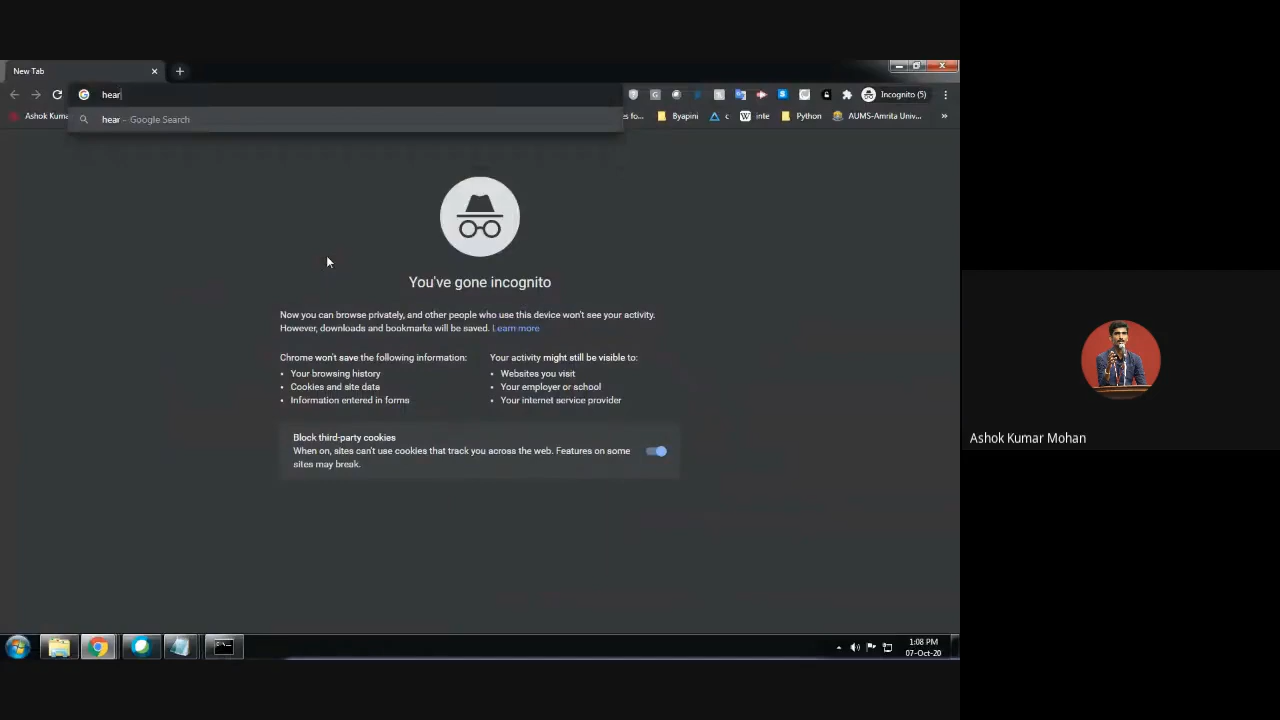 New Tab
hear
Incognito (5)
hear - Google Search
Ashok Kuma
es fo...
Byapini
c
W inte
Python
AUMS-Amrita Univ...
»
You've gone incognito
Now you can browse privately, and other people who use this device won't see your activity.
However, downloads and bookmarks will be saved. Learn more
Chrome won't save the following information:
• Your browsing history
• Cookies and site data
• Information entered in forms
Your activity might still be visible to:
• Websites you visit
• Your employer or school
• Your internet service provider
Block third-party cookies
When on, sites can't use cookies that track you across the web. Features on some
sites may break.
Ashok Kumar Mohan
1:08 PM
07-Oct-20